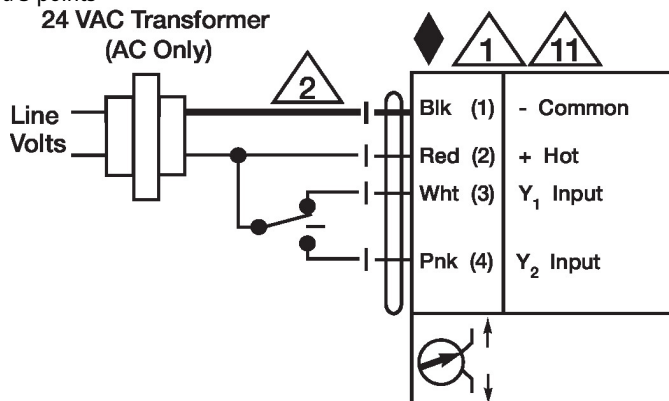 points
24 VAC Transformer
(AC Only)
1
11
2
Line
Volts
Blk (1) - Common
Red (2) + Hot
Wht (3) Y1 Input
Pnk (4) Y2 Input